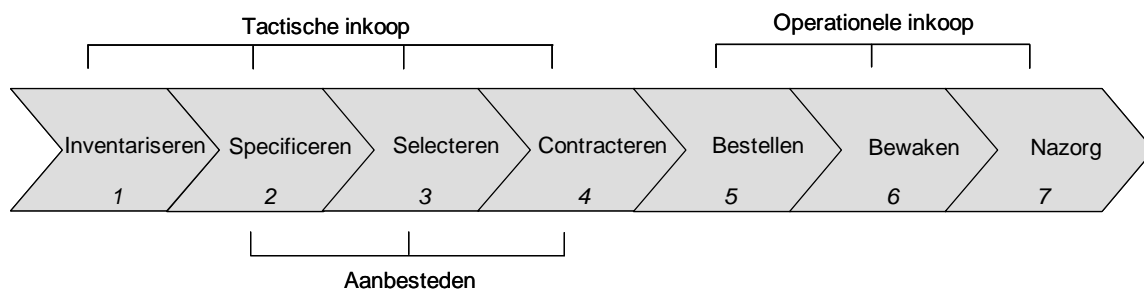 Tactische inkoop
Operationele inkoop
Inventariseren
Specificeren
Selecteren
Contracteren
Bestellen
Bewaken
Nazorg
1
2
3
4
5
6
7
Aanbesteden